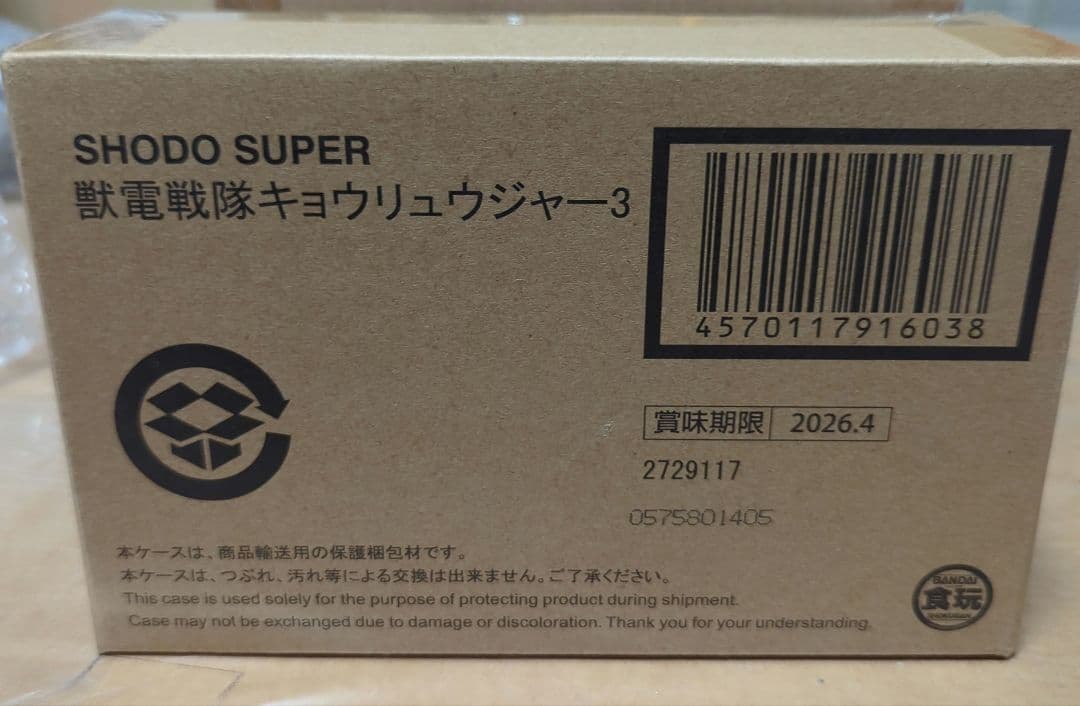 SHODO SUPER
獣電戦隊キョウリュウジャー3
4570117916038
賞味期限 2026.4
2729117
0575801405
本ケースは、商品輸送用の保護梱包材です。
本ケースは、つぶれ、汚れ等による交換は出来ません。ご了承ください。
This case is used solely for the purpose of protecting product during shipment.
Case may not be exchanged due to damage or discoloration. Thank you for your understanding.
BANDAI
食玩
SHOKUGAN